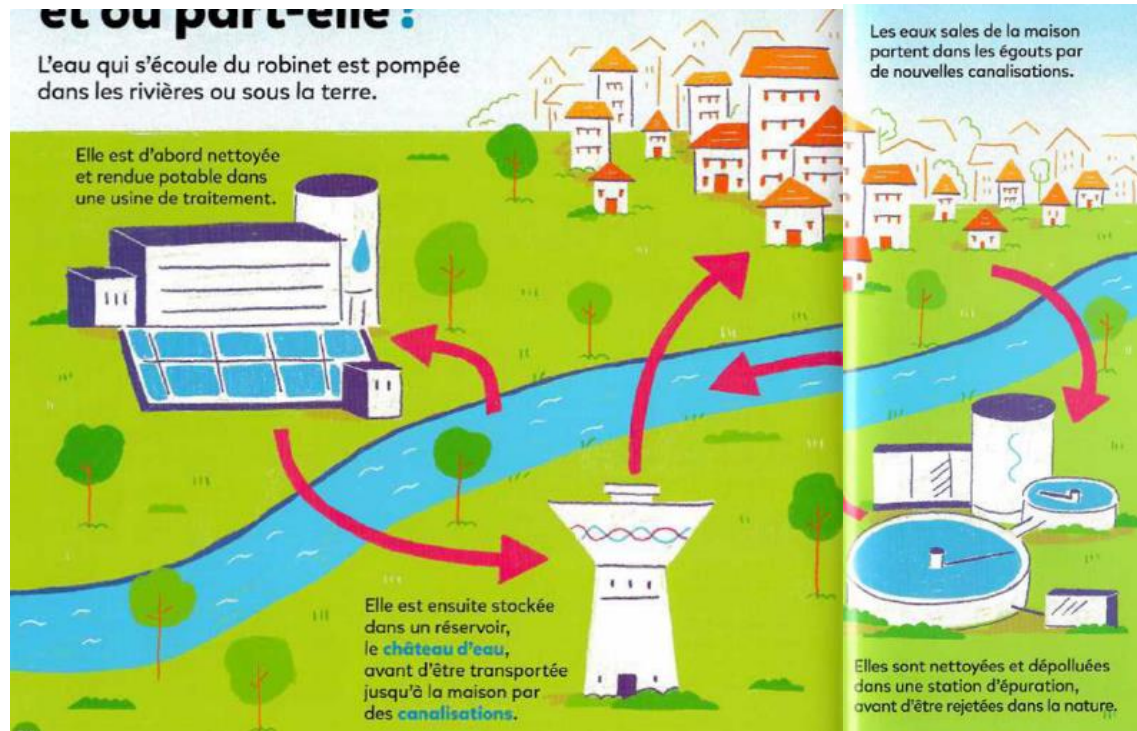 et où part-elle ?
L'eau qui s'écoule du robinet est pompée
dans les rivières ou sous la terre.
Elle est d'abord nettoyée
et rendue potable dans
une usine de traitement.
Elle est ensuite stockée
dans un réservoir,
le château d'eau,
avant d'être transportée
jusqu'à la maison par
des canalisations.
Les eaux sales de la maison
partent dans les égouts par
de nouvelles canalisations.
Elles sont nettoyées et dépolluées
dans une station d'épuration,
avant d'être rejetées dans la nature.